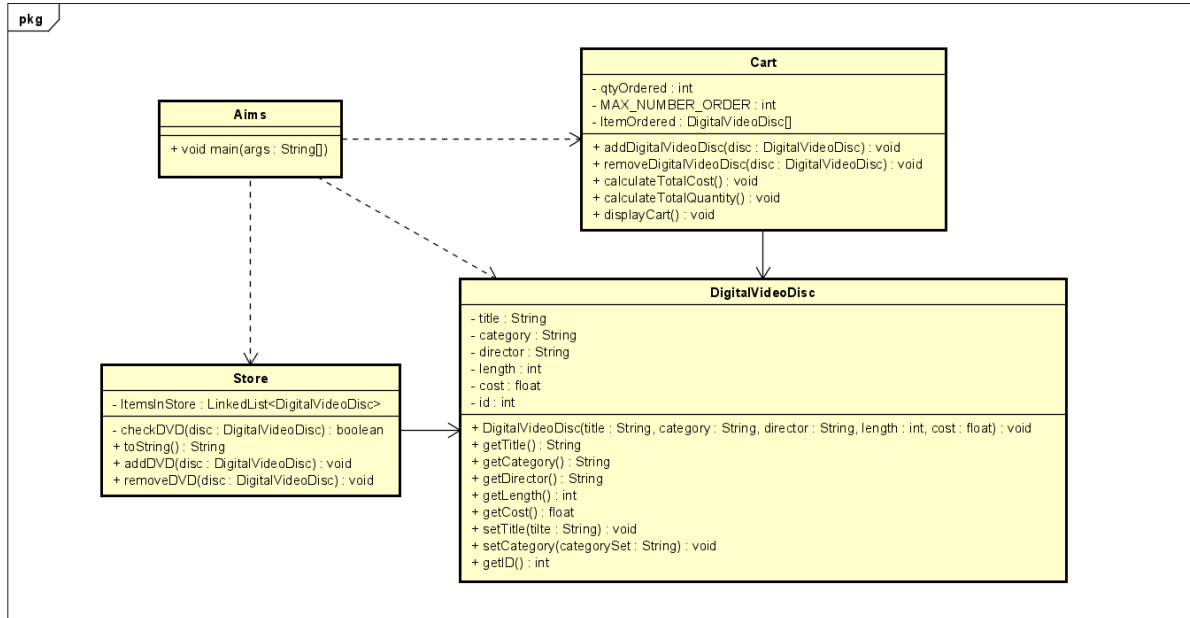 pkg
Cart
- qtyOrdered : int
- MAX_NUMBER_ORDER : int
- ItemOrdered : DigitalVideoDisc[]
+ addDigitalVideoDisc(disc : DigitalVideoDisc) : void
+ removeDigitalVideoDisc(disc : DigitalVideoDisc) : void
+ calculateTotalCost() : void
+ calculateTotalQuantity() : void
+ displayCart() : void
Aims
+ void main(args : String[])
DigitalVideoDisc
- title : String
- category : String
- director : String
- length : int
- cost : float
- id : int
+ DigitalVideoDisc(title : String, category : String, director : String, length : int, cost : float) : void
+ getTitle() : String
+ getCategory() : String
+ getDirector() : String
+ getLength() : int
+ getCost() : float
+ setTitle(tilte : String) : void
+ setCategory(categorySet : String) : void
+ getID() : int
Store
- ItemsInStore : LinkedList<DigitalVideoDisc>
- checkDVD(disc : DigitalVideoDisc) : boolean
+ toString() : String
+ addDVD(disc : DigitalVideoDisc) : void
+ removeDVD(disc : DigitalVideoDisc) : void